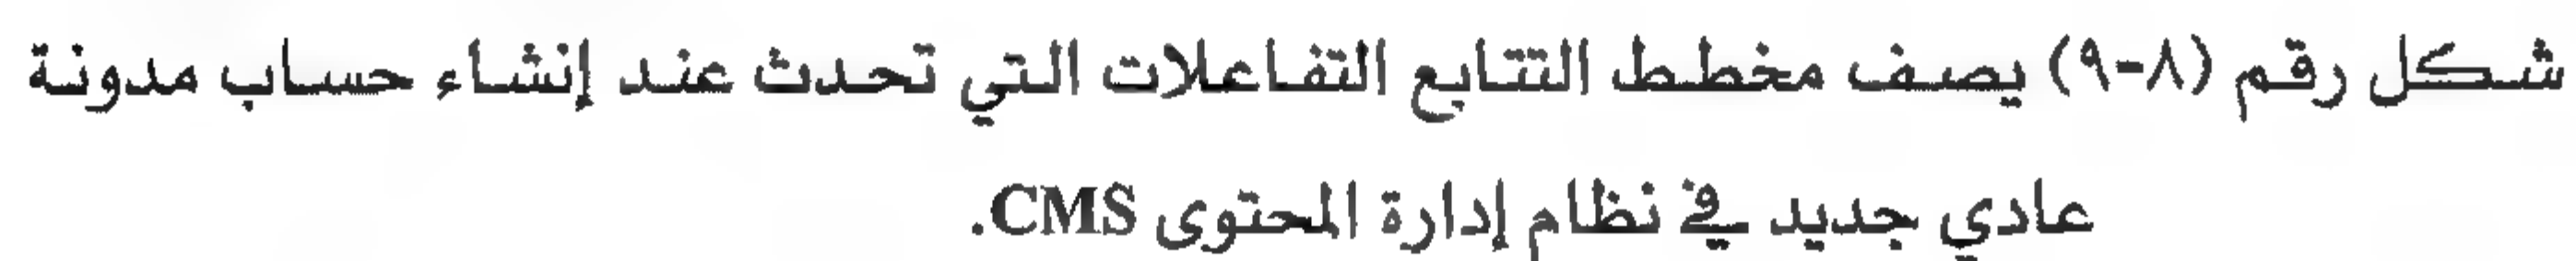 شكل رقم (٨-٩) يصف مخطط التتابع التفاعلات التي تحدث عند إنشاء حساب مدونة
عادي جديد في نظام إدارة المحتوى CMS.